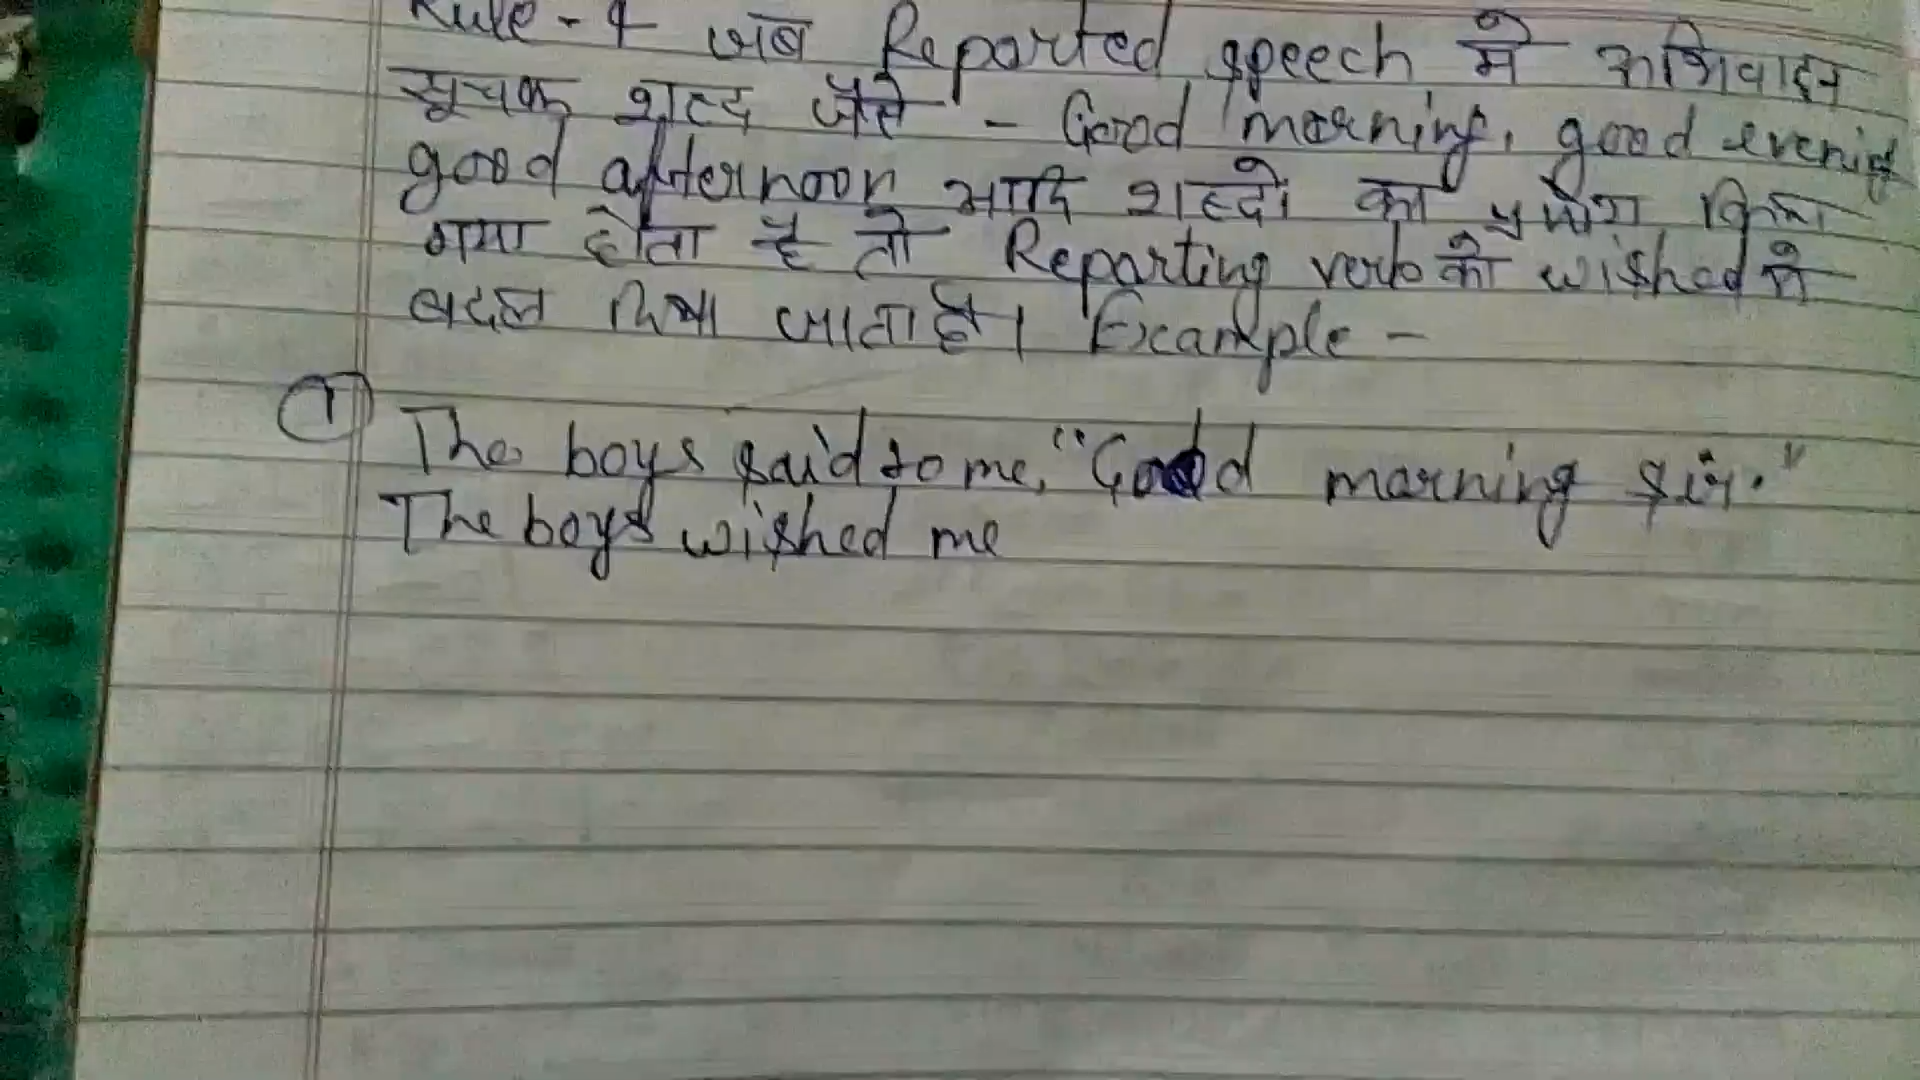 Rule - 4 जब Reported speech मे अभिवादन
सूचक शब्द जैसे - Good morning, good evening
good afternoon आदि शब्दो का प्रयोग किया
गया होता है तो Reporting verb को wished मे
बदल दिया जाता है। Example -
① The boys said to me, "Good morning sir."
The boys wished me